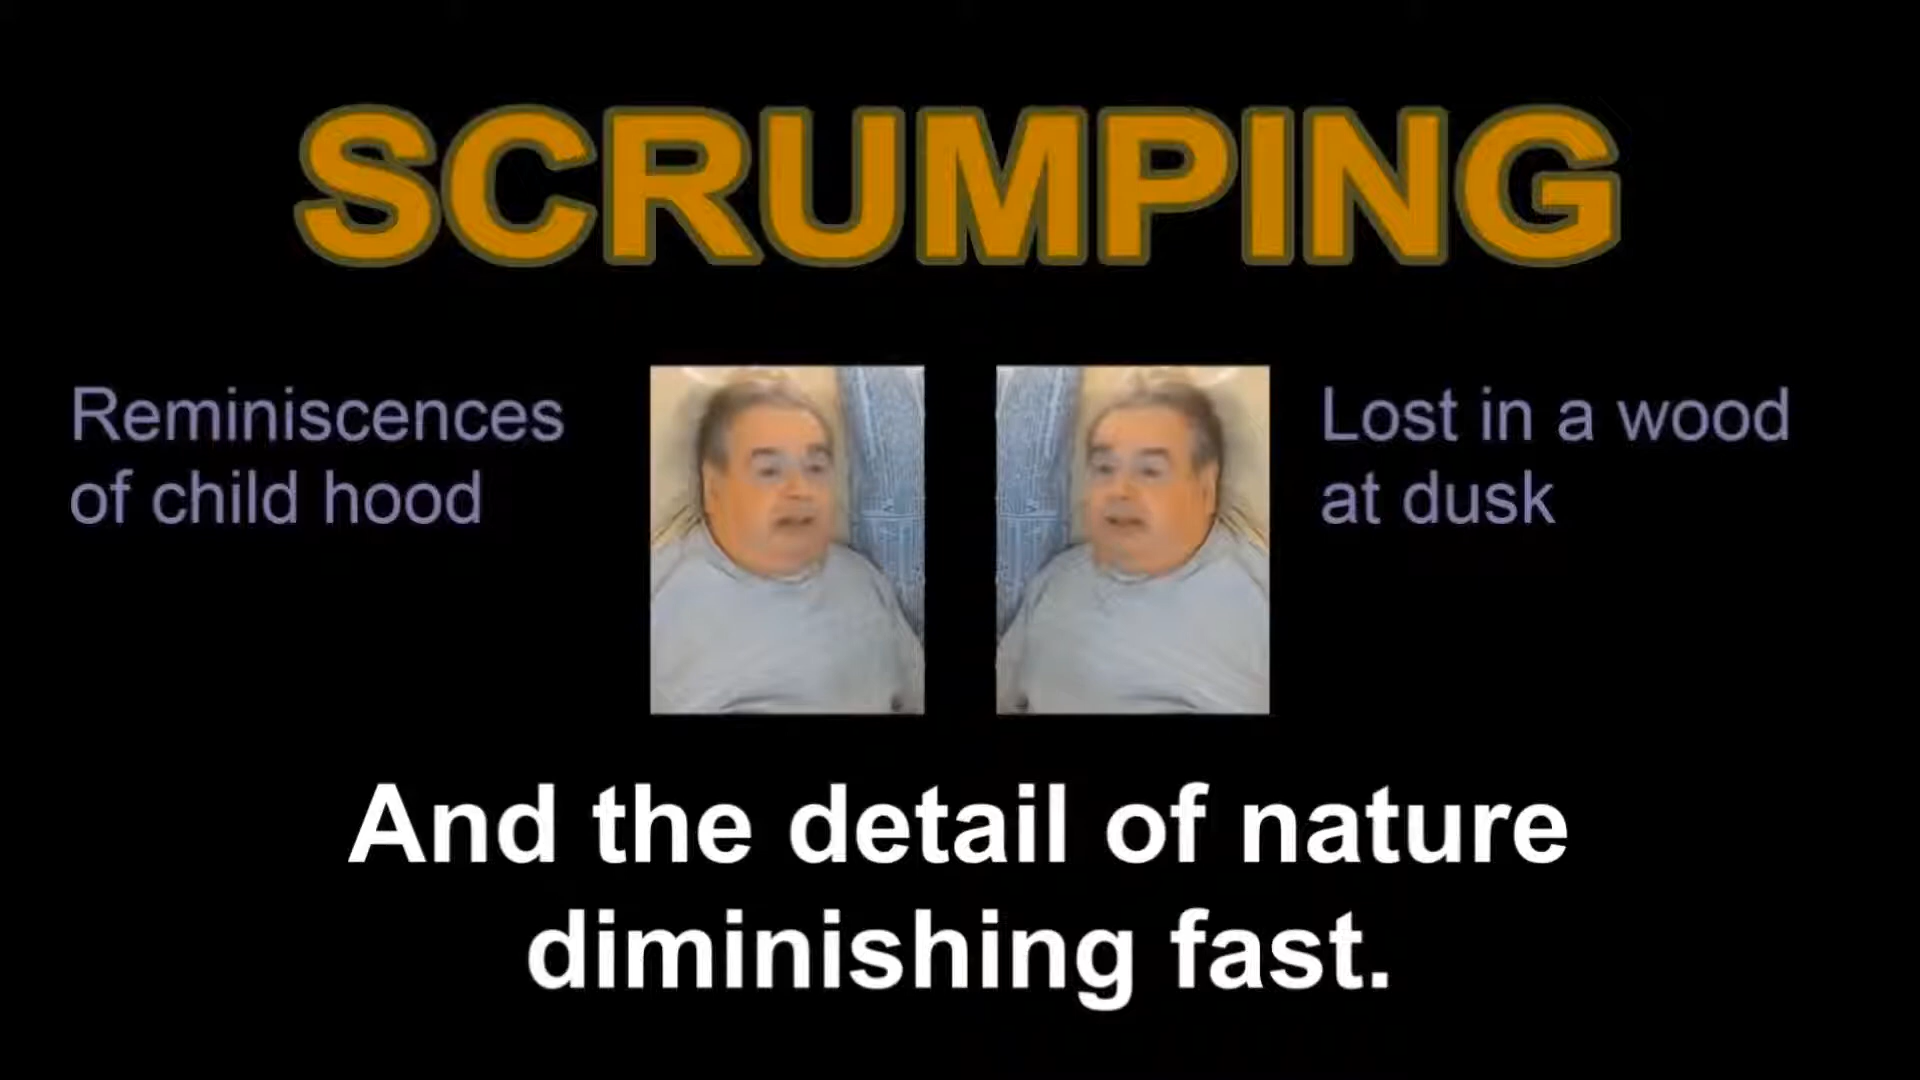 SCRUMPING
Reminiscences
of child hood
Lost in a wood
at dusk
And the detail of nature
diminishing fast.